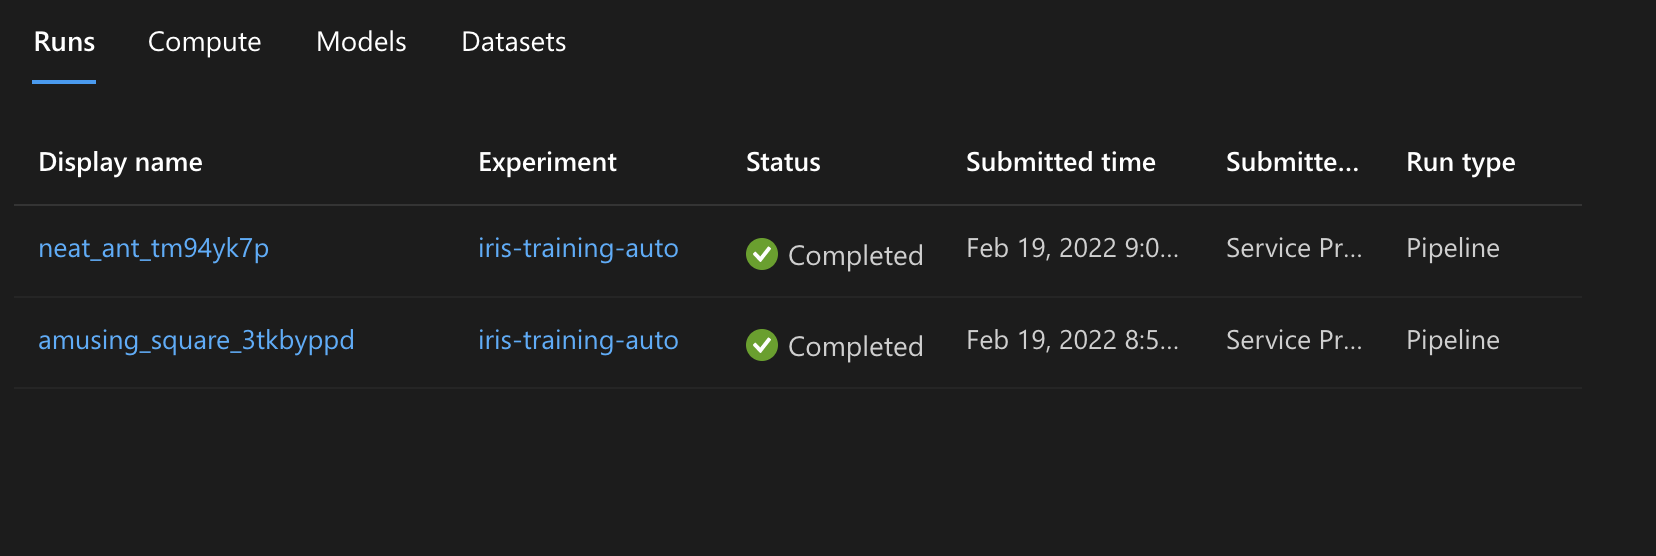 Runs Compute Models Datasets
Display name Experiment Status Submitted time Submitte... Run type
neat_ant_tm94yk7p iris-training-auto Completed Feb 19, 2022 9:0... Service Pr... Pipeline
amusing_square_3tkbyppd iris-training-auto Completed Feb 19, 2022 8:5... Service Pr... Pipeline